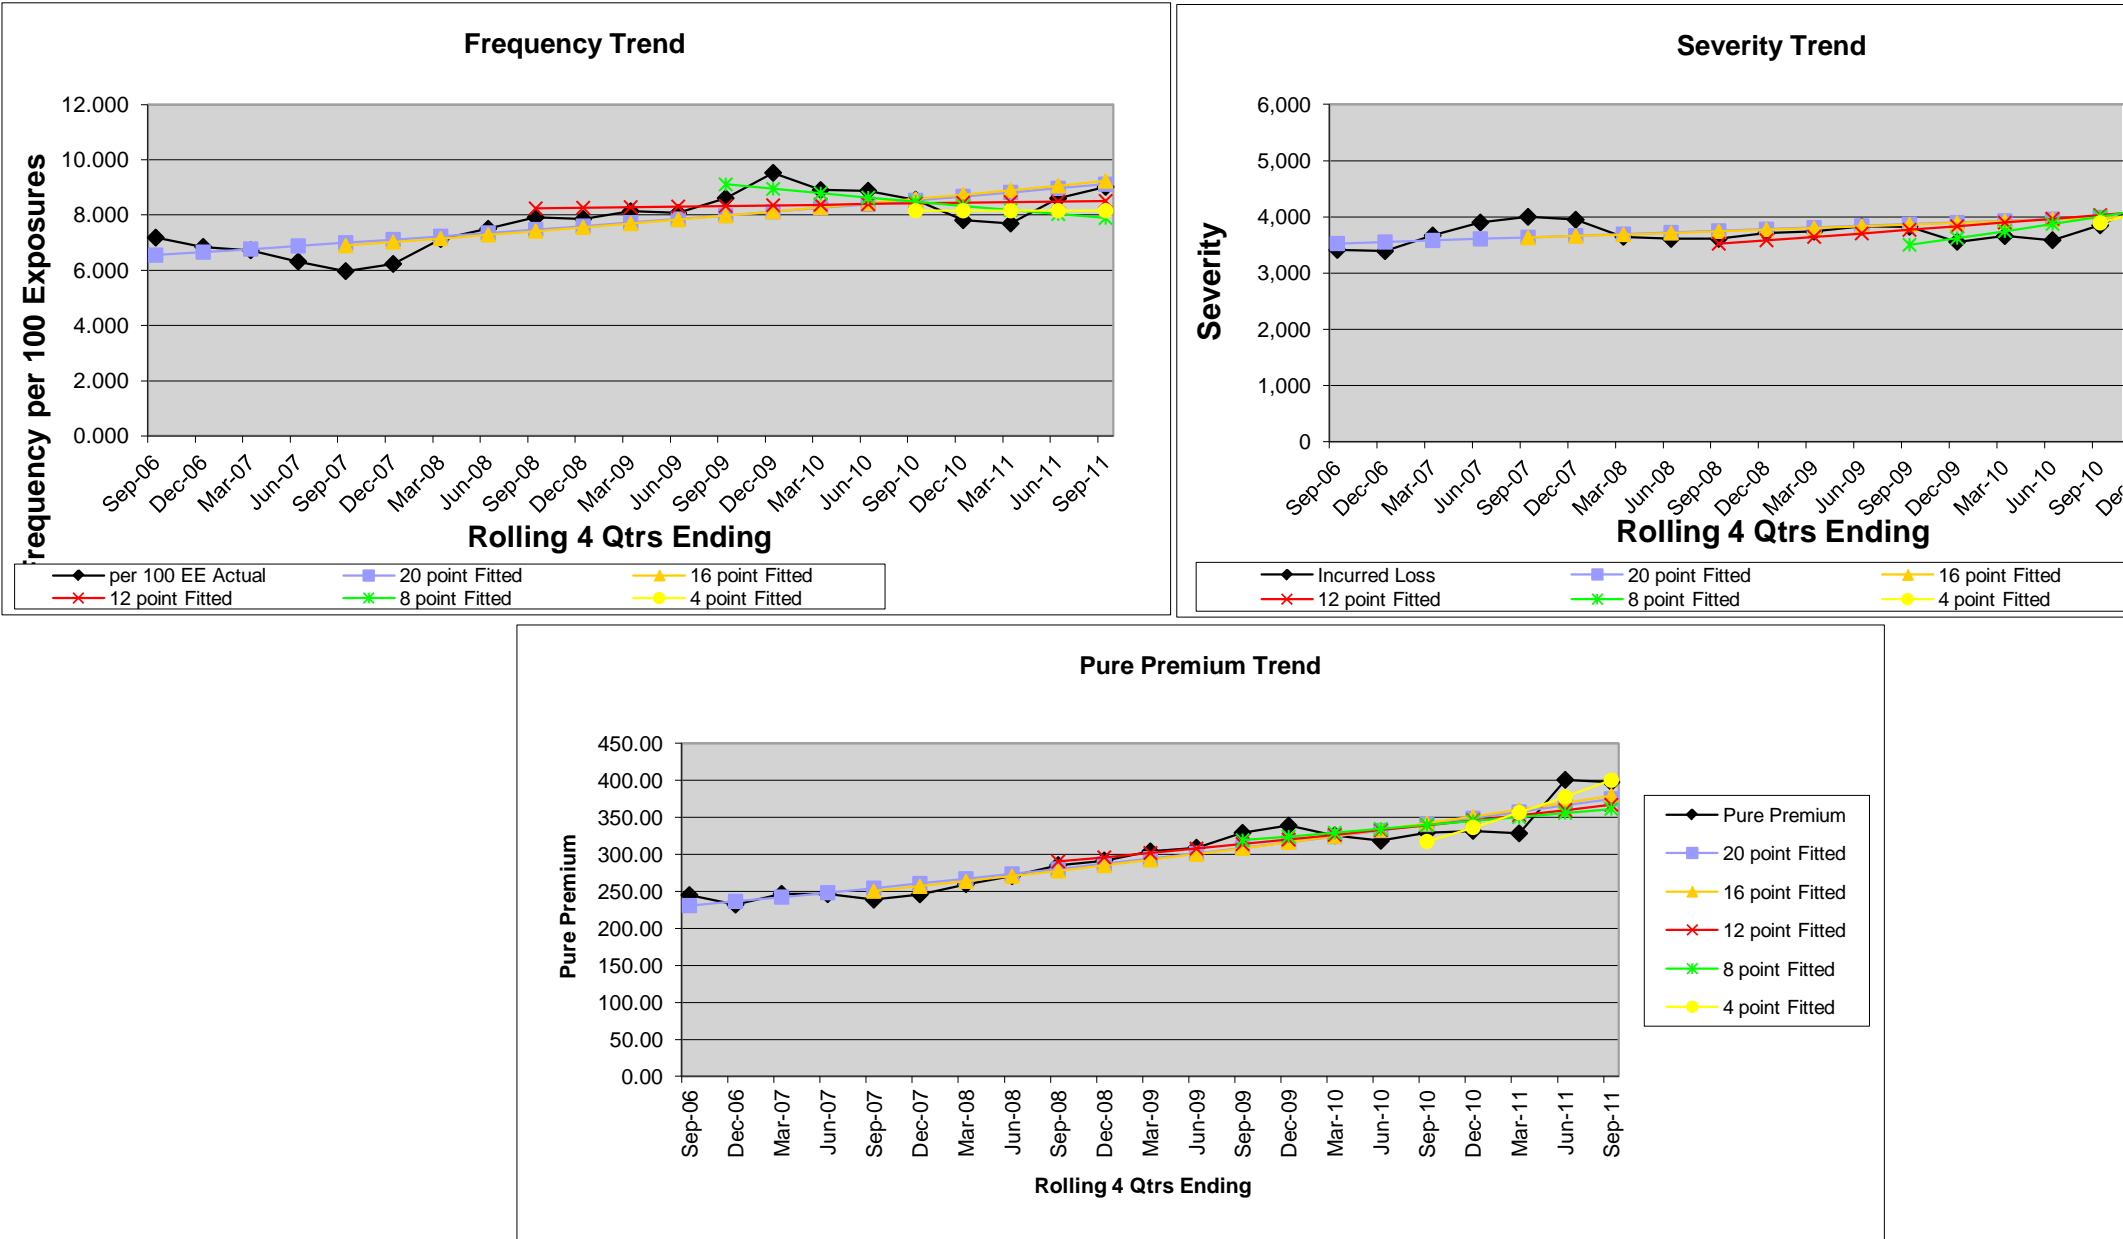 Frequency Trend
Frequency per 100 Exposures
12.000
10.000
8.000
6.000
4.000
2.000
0.000
Sep-06
Dec-06
Mar-07
Jun-07
Sep-07
Dec-07
Mar-08
Jun-08
Sep-08
Dec-08
Mar-09
Jun-09
Sep-09
Dec-09
Mar-10
Jun-10
Sep-10
Dec-10
Mar-11
Jun-11
Sep-11
Rolling 4 Qtrs Ending
per 100 EE Actual
20 point Fitted
16 point Fitted
12 point Fitted
8 point Fitted
4 point Fitted
Severity Trend
Severity
6,000
5,000
4,000
3,000
2,000
1,000
0
Sep-06
Dec-06
Mar-07
Jun-07
Sep-07
Dec-07
Mar-08
Jun-08
Sep-08
Dec-08
Mar-09
Jun-09
Sep-09
Dec-09
Mar-10
Jun-10
Sep-10
Rolling 4 Qtrs Ending
Incurred Loss
20 point Fitted
16 point Fitted
12 point Fitted
8 point Fitted
4 point Fitted
Pure Premium Trend
Pure Premium
450.00
400.00
350.00
300.00
250.00
200.00
150.00
100.00
50.00
0.00
Sep-06
Dec-06
Mar-07
Jun-07
Sep-07
Dec-07
Mar-08
Jun-08
Sep-08
Dec-08
Mar-09
Jun-09
Sep-09
Dec-09
Mar-10
Jun-10
Sep-10
Dec-10
Mar-11
Jun-11
Sep-11
Rolling 4 Qtrs Ending
Pure Premium
20 point Fitted
16 point Fitted
12 point Fitted
8 point Fitted
4 point Fitted